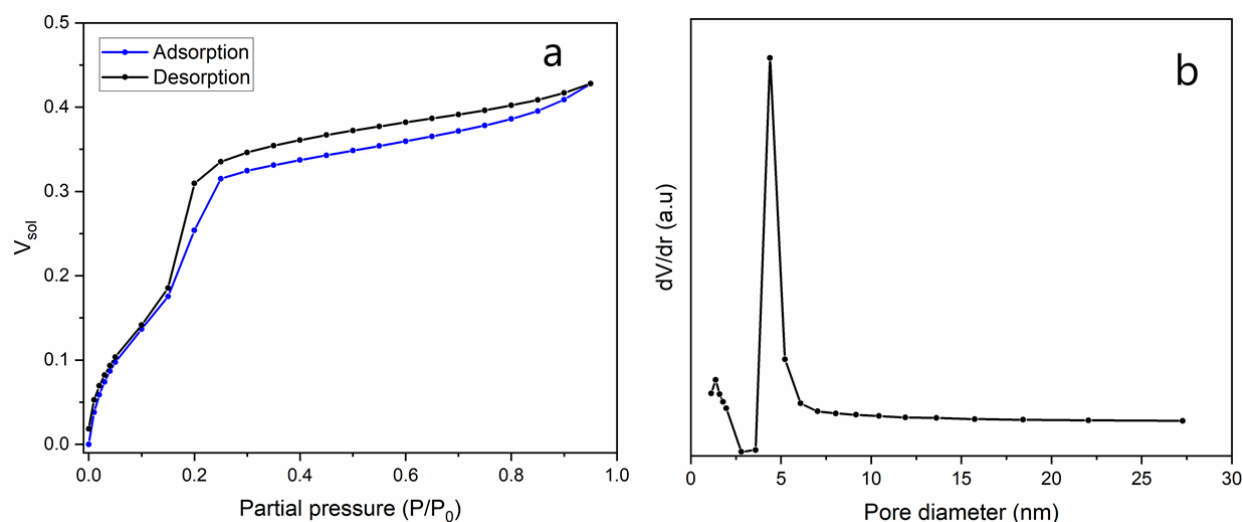 a
Adsorption
Desorption
V_sol
0.5
0.4
0.3
0.2
0.1
0.0
0.0 0.2 0.4 0.6 0.8 1.0
Partial pressure (P/P_0)
b
dV/dr (a.u)
0 5 10 15 20 25 30
Pore diameter (nm)